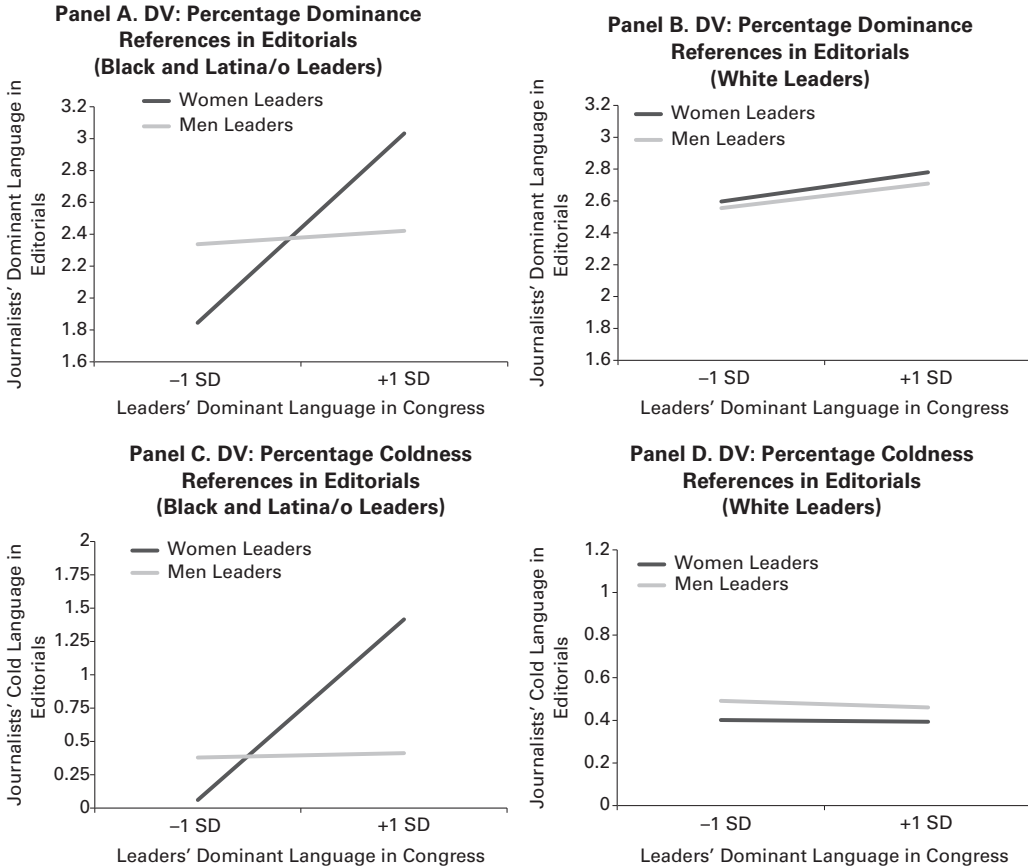 Panel A. DV: Percentage Dominance
References in Editorials
(Black and Latina/o Leaders)
Women Leaders
Men Leaders
3.2
3
2.8
2.6
2.4
2.2
2
1.8
1.6
Journalists’ Dominant Language in
Editorials
–1 SD
+1 SD
Leaders’ Dominant Language in Congress
Panel B. DV: Percentage Dominance
References in Editorials
(White Leaders)
Women Leaders
Men Leaders
3.2
3
2.8
2.6
2.4
2.2
2
1.8
1.6
Journalists’ Dominant Language in
Editorials
–1 SD
+1 SD
Leaders’ Dominant Language in Congress
Panel C. DV: Percentage Coldness
References in Editorials
(Black and Latina/o Leaders)
Women Leaders
Men Leaders
2
1.75
1.5
1.25
1
0.75
0.5
0.25
0
Journalists’ Cold Language in
Editorials
–1 SD
+1 SD
Leaders’ Dominant Language in Congress
Panel D. DV: Percentage Coldness
References in Editorials
(White Leaders)
Women Leaders
Men Leaders
1.2
1
0.8
0.6
0.4
0.2
0
Journalists’ Cold Language in
Editorials
–1 SD
+1 SD
Leaders’ Dominant Language in Congress